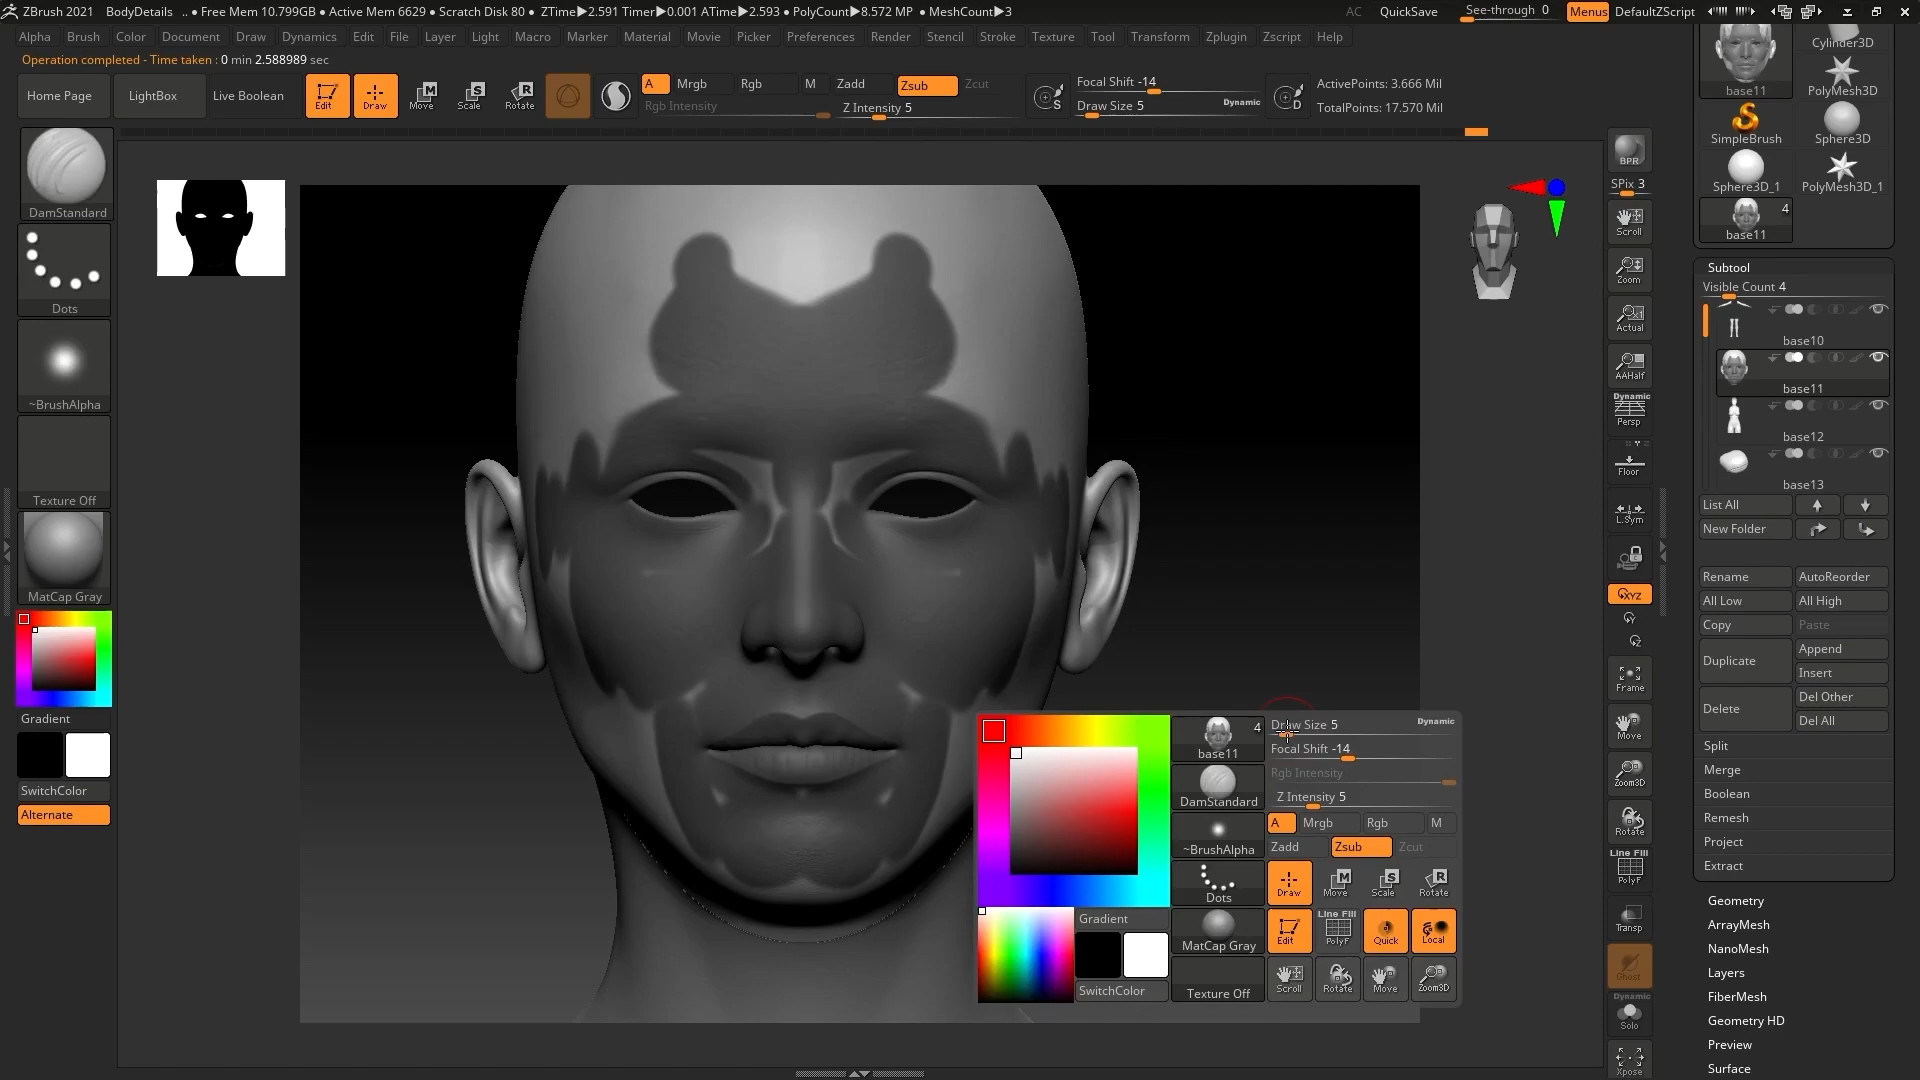 ZBrush 2021 BodyDetails .. ● Free Mem 10.799GB ● Active Mem 6629 ● Scratch Disk 80 ● ZTime▶2.591 Timer▶0.001 ATime▶2.593 ● PolyCount▶8.572 MP ● MeshCount▶3 AC QuickSave See-through 0 Menus DefaultZScript
Alpha Brush Color Document Draw Dynamics Edit File Layer Light Macro Marker Material Movie Picker Preferences Render Stencil Stroke Texture Tool Transform Zplugin Zscript Help
Operation completed - Time taken : 0 min 2.588989 sec
Home Page LightBox Live Boolean Edit Draw Move Scale Rotate
A Mrgb Rgb M Zadd Zsub Zcut
Rgb Intensity Z Intensity 5
S Focal Shift -14
Draw Size 5 Dynamic
D ActivePoints: 3.666 Mil
TotalPoints: 17.570 Mil
DamStandard
Dots
~BrushAlpha
Texture Off
MatCap Gray
Gradient
SwitchColor
Alternate
4
base11
DamStandard
~BrushAlpha
Dots
MatCap Gray
Texture Off
Gradient
SwitchColor
Draw Size 5 Dynamic
Focal Shift -14
Rgb Intensity
Z Intensity 5
A Mrgb Rgb M
Zadd Zsub Zcut
Draw Move Scale Rotate
Edit Line Fill PolyF Quick Local
Scroll Rotate Move Zoom3D
BPR
SPix 3
Scroll
Zoom
Actual
AAHalf
Dynamic
Persp
Floor
L.Sym
XYZ
Y
Z
Frame
Move
Zoom3D
Rotate
Line Fill
PolyF
Transp
Ghost
Dynamic
Solo
Xpose
base11 Cylinder3D
PolyMesh3D
SimpleBrush Sphere3D
Sphere3D_1 PolyMesh3D_1
4
base11
Subtool
Visible Count 4
base10
base11
base12
base13
List All
New Folder
Rename AutoReorder
All Low All High
Copy Paste
Duplicate Append
Insert
Delete Del Other
Del All
Split
Merge
Boolean
Remesh
Project
Extract
Geometry
ArrayMesh
NanoMesh
Layers
FiberMesh
Geometry HD
Preview
Surface